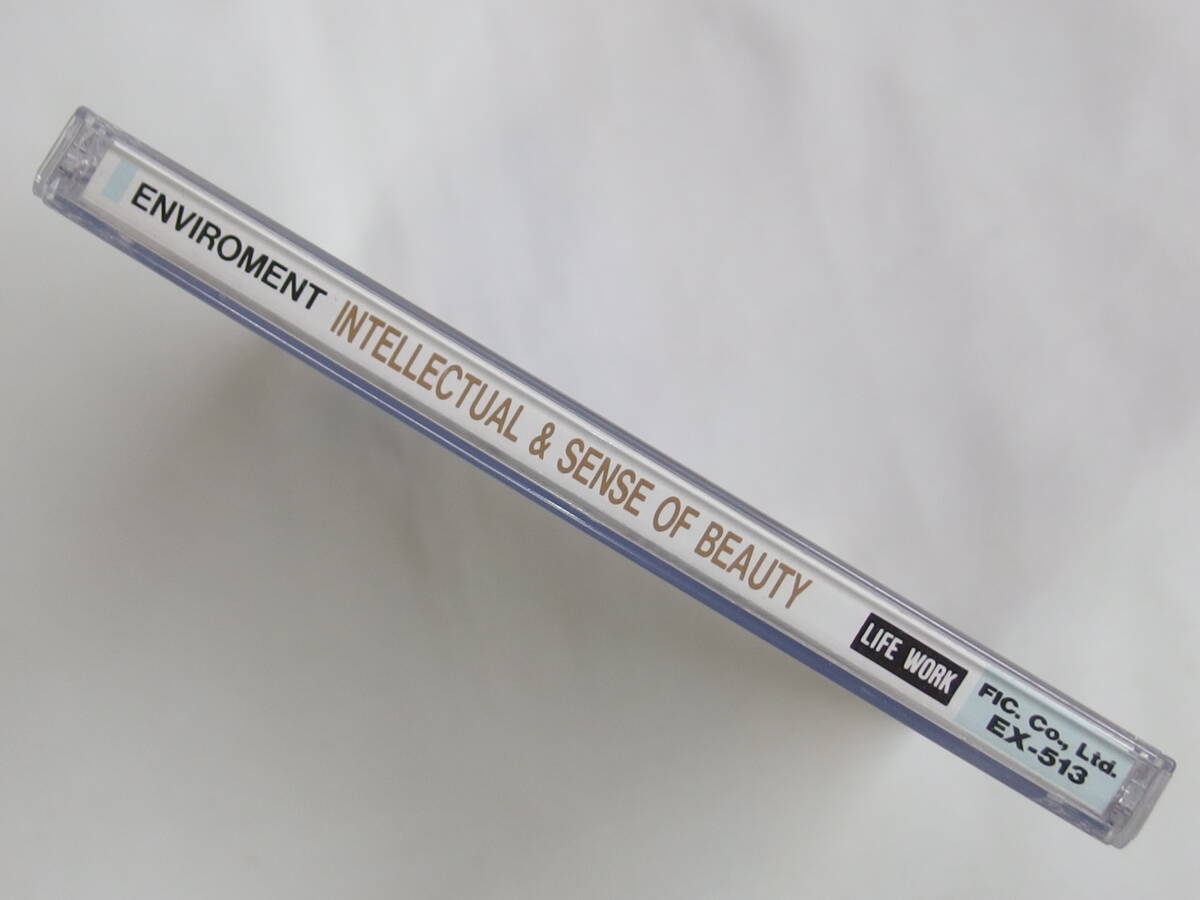 ENVIROMENT INTELLECTUAL & SENSE OF BEAUTY
LIFE WORK
FIC. Co., Ltd.
EX-513